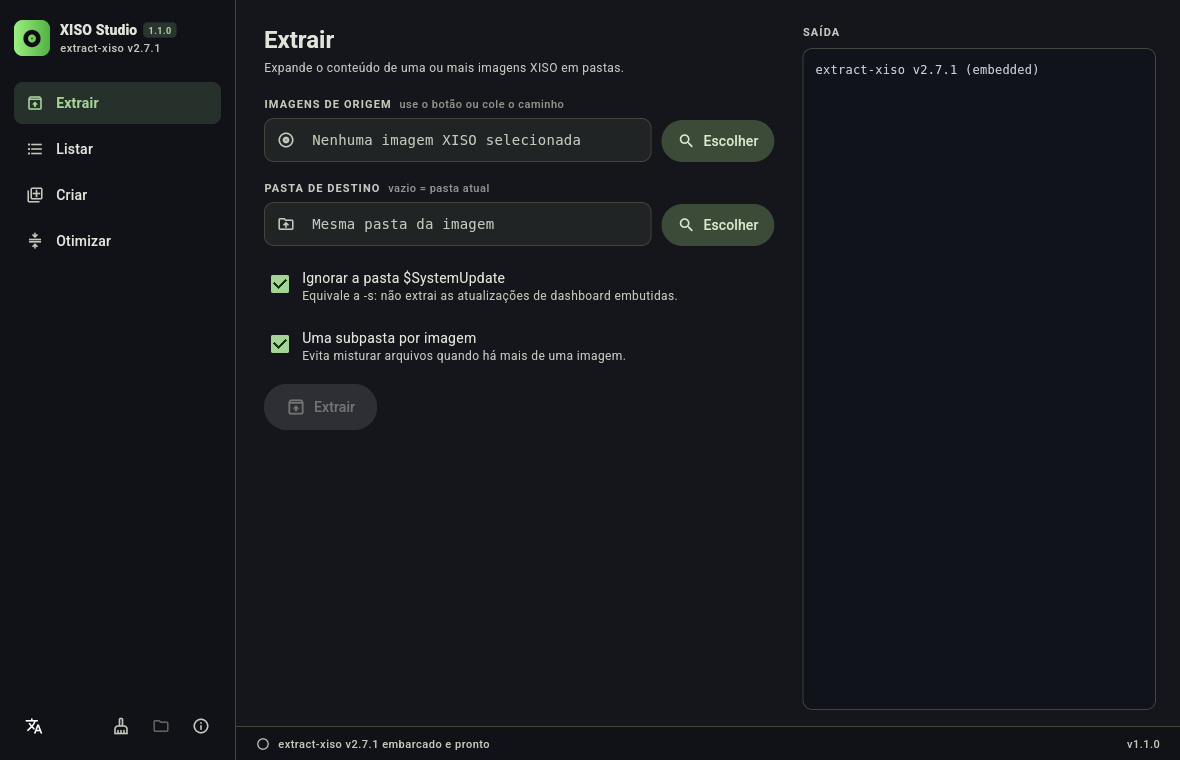 XISO Studio 1.1.0
extract-xiso v2.7.1
Extrair
Listar
Criar
Otimizar
Extrair
Expande o conteúdo de uma ou mais imagens XISO em pastas.
IMAGENS DE ORIGEM use o botão ou cole o caminho
Nenhuma imagem XISO selecionada
Escolher
PASTA DE DESTINO vazio = pasta atual
Mesma pasta da imagem
Escolher
Ignorar a pasta $SystemUpdate
Equivale a -s: não extrai as atualizações de dashboard embutidas.
Uma subpasta por imagem
Evita misturar arquivos quando há mais de uma imagem.
Extrair
SAÍDA
extract-xiso v2.7.1 (embedded)
extract-xiso v2.7.1 embarcado e pronto
v1.1.0